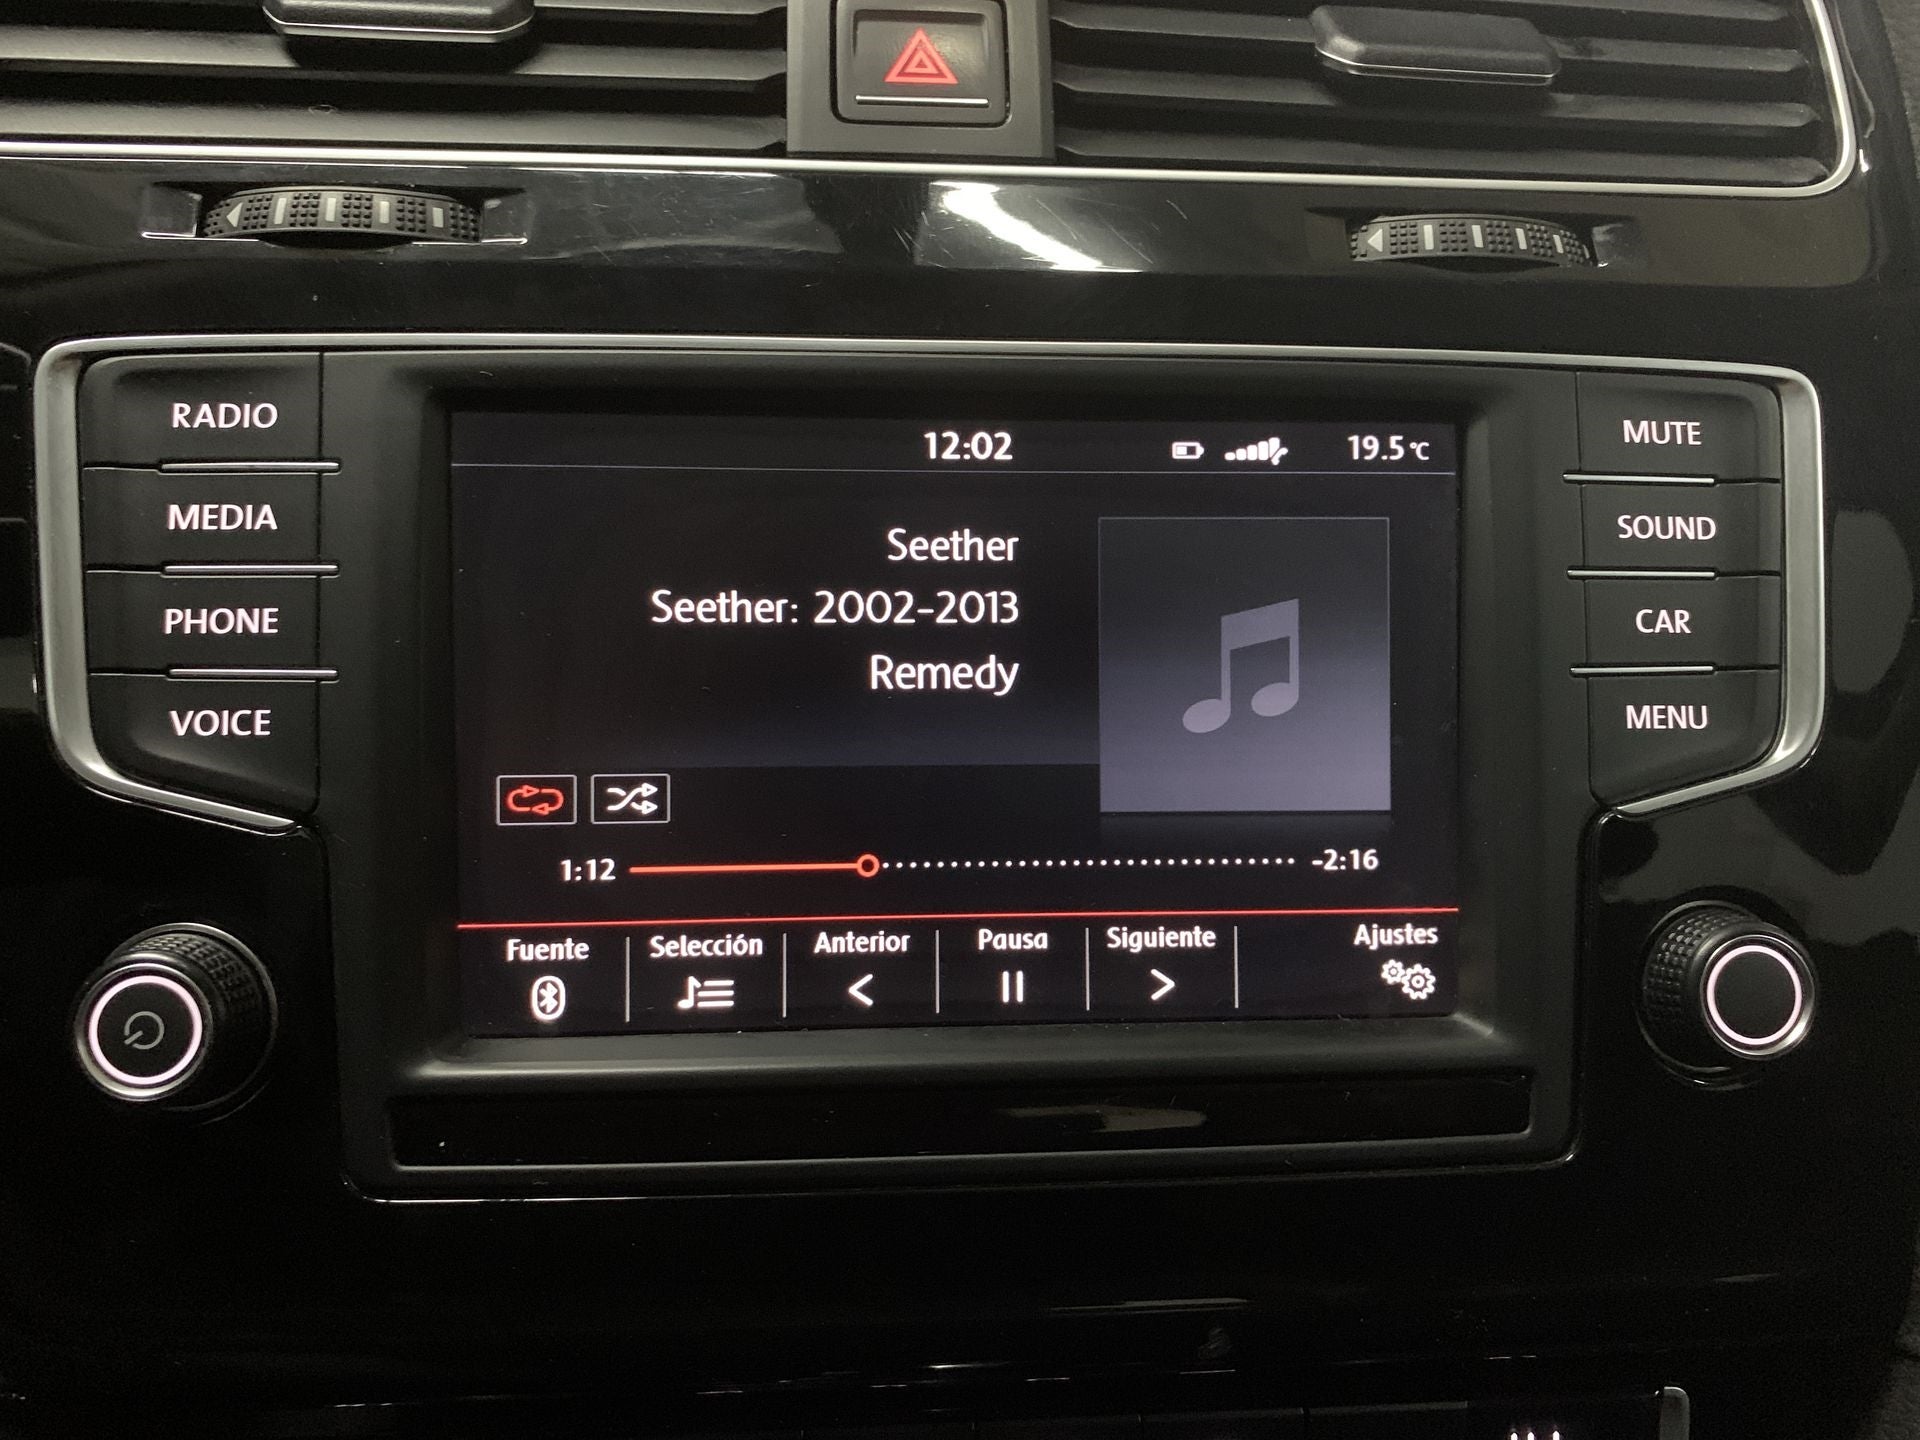 RADIO
MEDIA
PHONE
VOICE
12:02
19.5°C
Seether
Seether: 2002-2013
Remedy
1:12
-2:16
Fuente
Selección
Anterior
Pausa
Siguiente
Ajustes
MUTE
SOUND
CAR
MENU